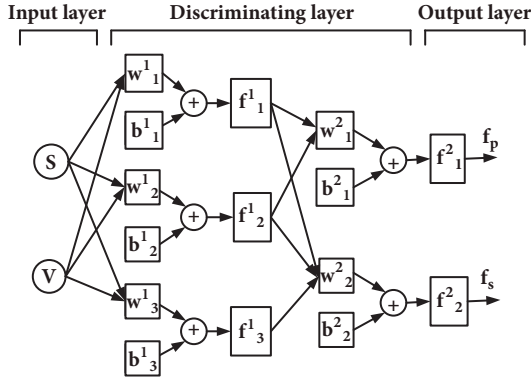 Input layer Discriminating layer Output layer
w¹₁
b¹₁
+
f¹₁
w²₁
b²₁
+
f²₁
fₚ
S
w¹₂
b¹₂
+
f¹₂
V
w¹₃
b¹₃
+
f¹₃
w²₂
b²₂
+
f²₂
fₛ